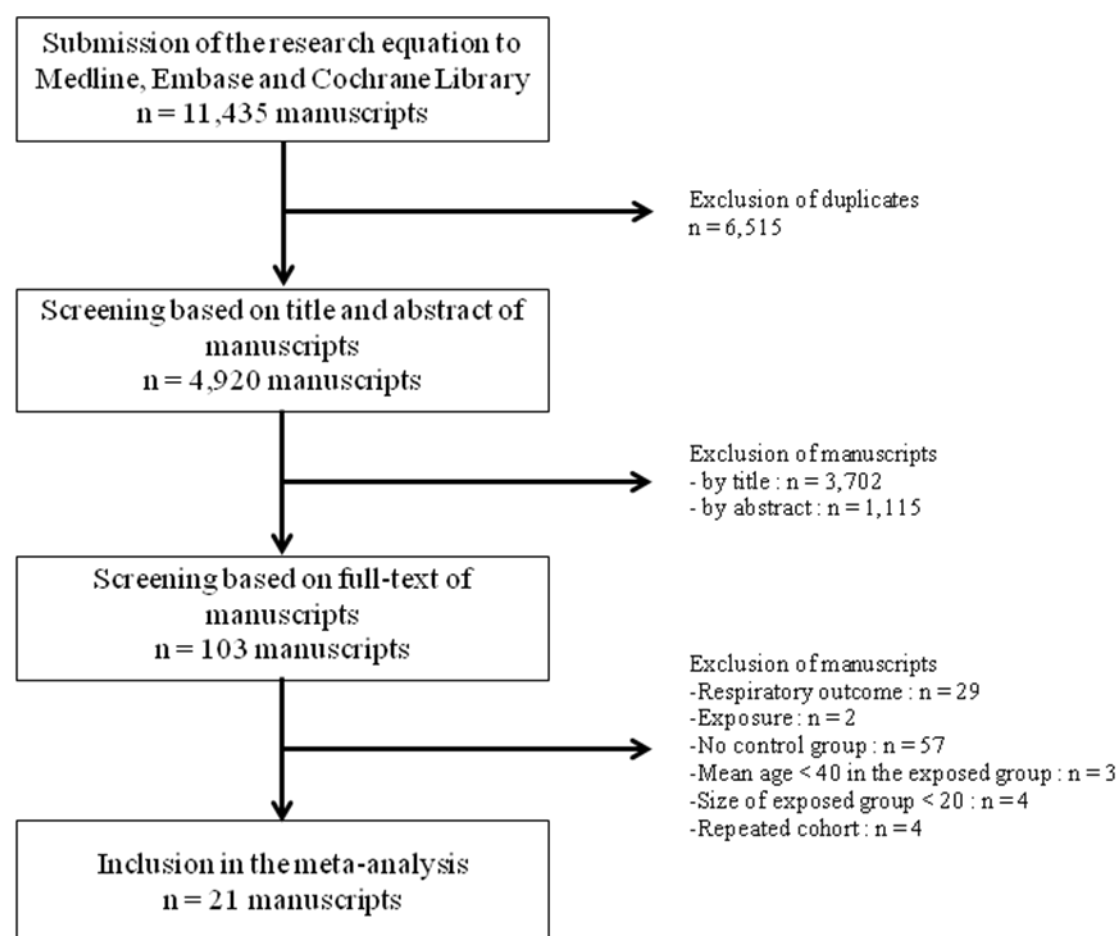 Submission of the research equation to
Medline, Embase and Cochrane Library
n = 11,435 manuscripts
Exclusion of duplicates
n = 6,515
Screening based on title and abstract of
manuscripts
n = 4,920 manuscripts
Exclusion of manuscripts
- by title : n = 3,702
- by abstract : n = 1,115
Screening based on full-text of
manuscripts
n = 103 manuscripts
Exclusion of manuscripts
-Respiratory outcome : n = 29
-Exposure : n = 2
-No control group : n = 57
-Mean age < 40 in the exposed group : n = 3
-Size of exposed group < 20 : n = 4
-Repeated cohort : n = 4
Inclusion in the meta-analysis
n = 21 manuscripts